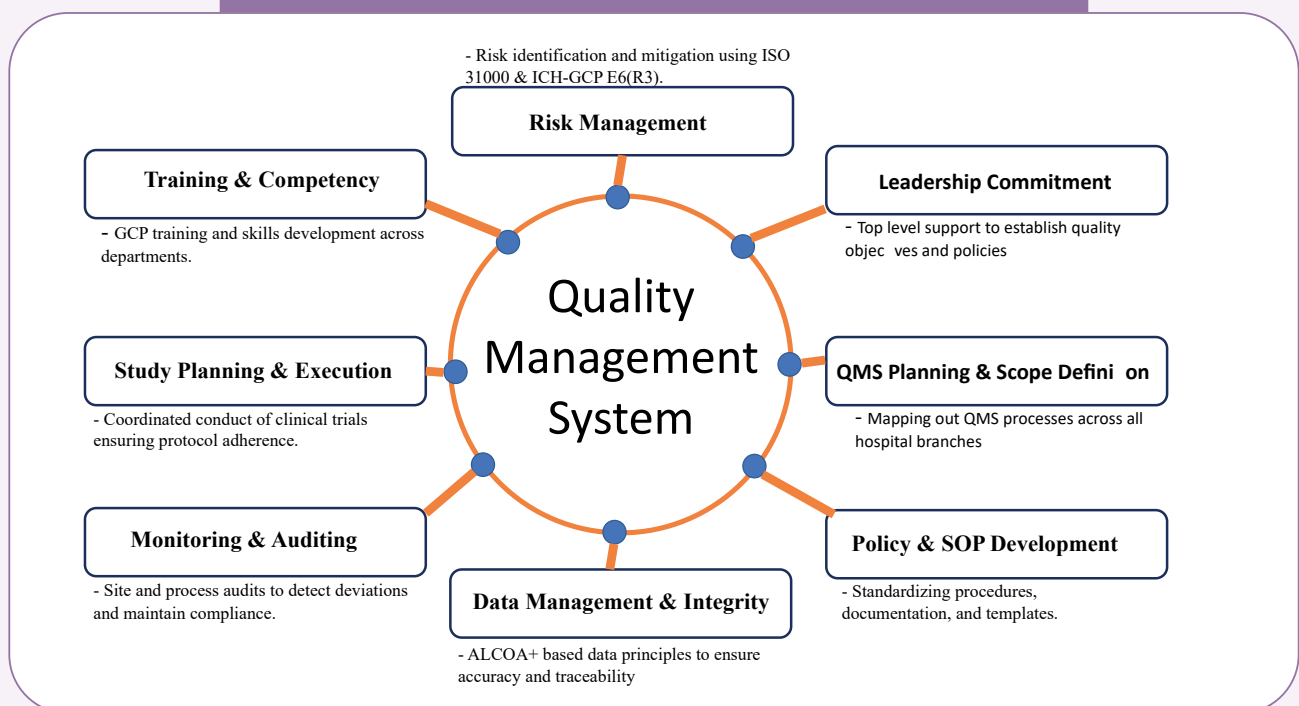 - Risk identification and mitigation using ISO
31000 & ICH-GCP E6(R3).
Risk Management
Training & Competency
- GCP training and skills development across
departments.
Leadership Commitment
- Top level support to establish quality
objec ves and policies
Quality
Management
System
Study Planning & Execution
- Coordinated conduct of clinical trials
ensuring protocol adherence.
QMS Planning & Scope Defini on
- Mapping out QMS processes across all
hospital branches
Monitoring & Auditing
- Site and process audits to detect deviations
and maintain compliance.
Data Management & Integrity
- ALCOA+ based data principles to ensure
accuracy and traceability
Policy & SOP Development
- Standardizing procedures,
documentation, and templates.